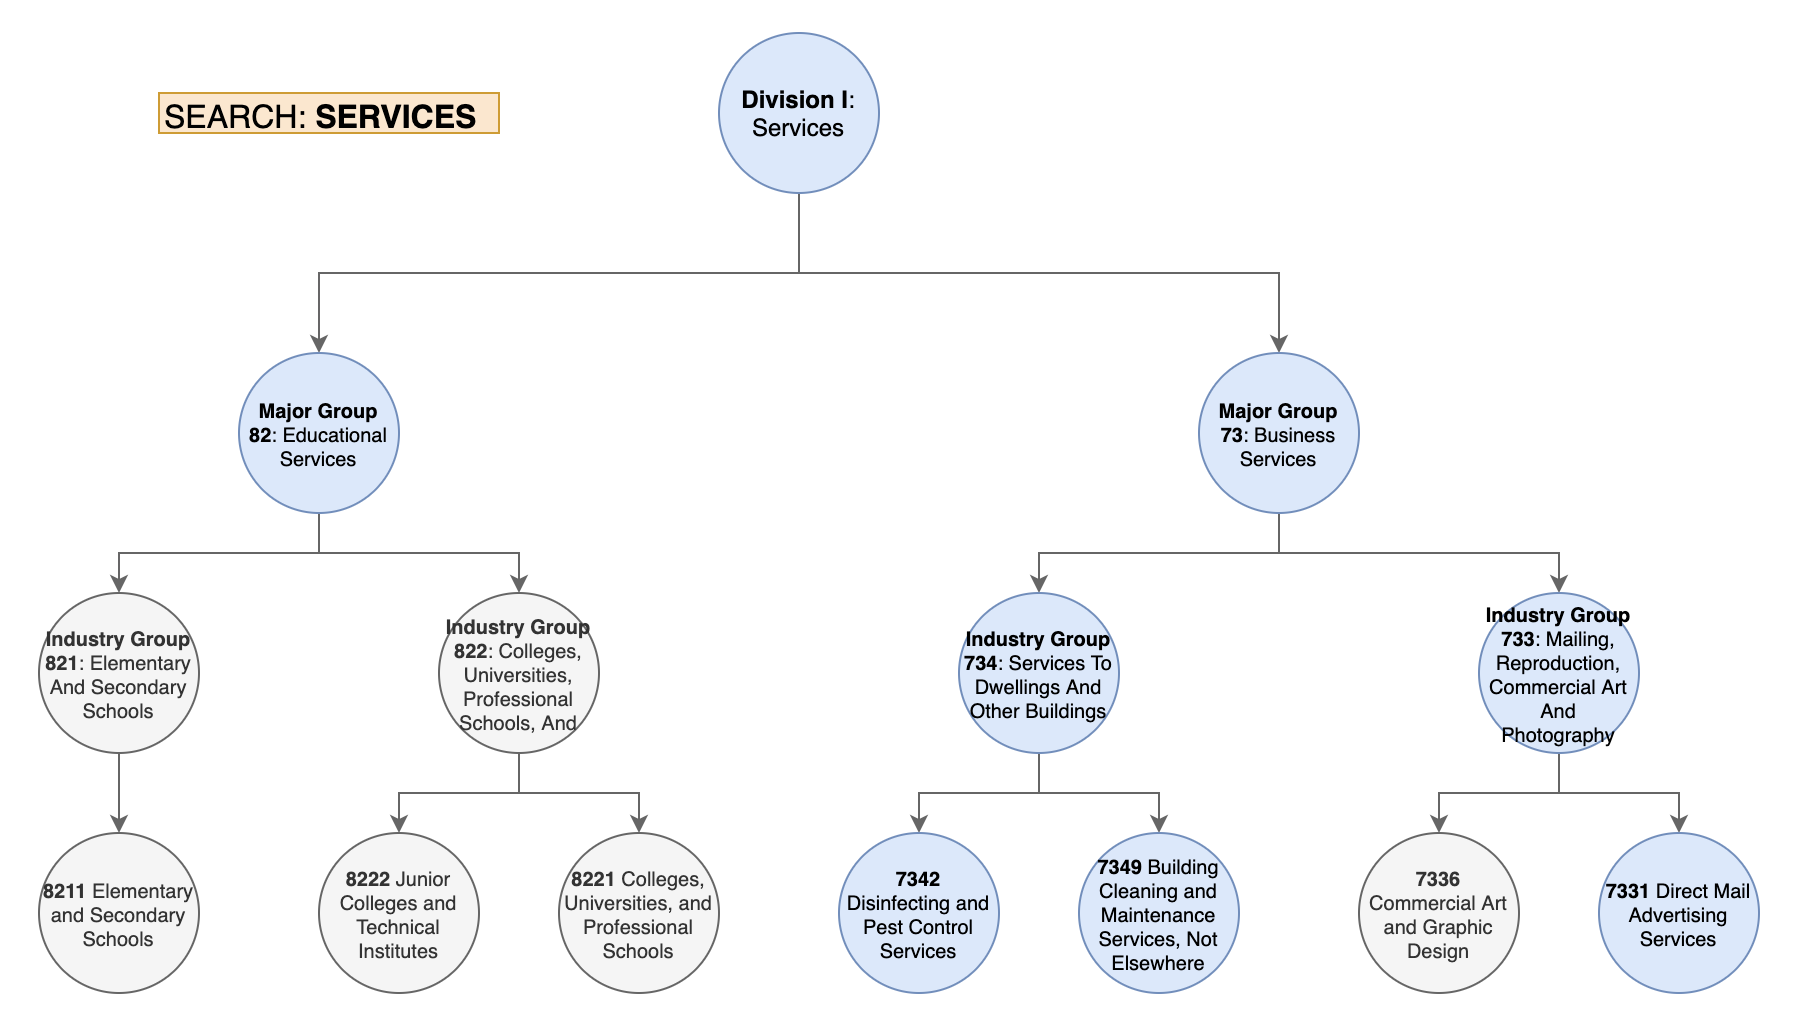 SEARCH: SERVICES
Division I:
Services
Major Group
82: Educational
Services
Major Group
73: Business
Services
Industry Group
821: Elementary
And Secondary
Schools
Industry Group
822: Colleges,
Universities,
Professional
Schools, And
Industry Group
734: Services To
Dwellings And
Other Buildings
Industry Group
733: Mailing,
Reproduction,
Commercial Art
And
Photography
8211 Elementary
and Secondary
Schools
8222 Junior
Colleges and
Technical
Institutes
8221 Colleges,
Universities, and
Professional
Schools
7342
Disinfecting and
Pest Control
Services
7349 Building
Cleaning and
Maintenance
Services, Not
Elsewhere
7336
Commercial Art
and Graphic
Design
7331 Direct Mail
Advertising
Services